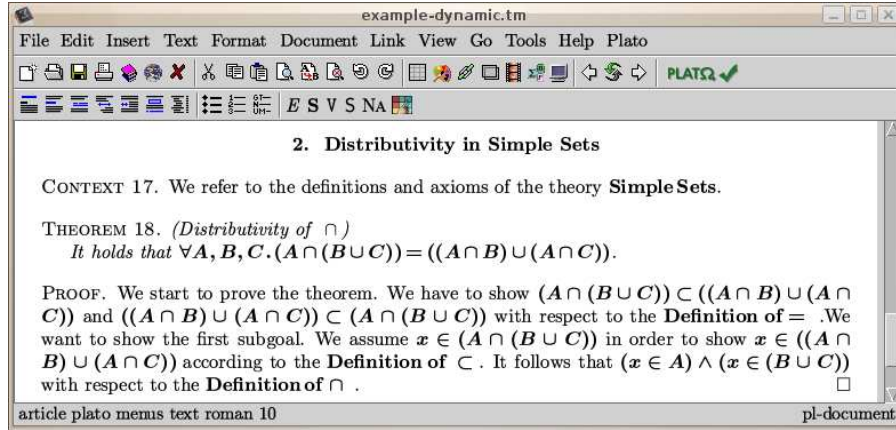 example-dynamic.tm
File Edit Insert Text Format Document Link View Go Tools Help Plato
PLATΩ
E S V S NA
2. Distributivity in Simple Sets
CONTEXT 17. We refer to the definitions and axioms of the theory Simple Sets.
THEOREM 18. (Distributivity of ∩ )
It holds that ∀A, B, C.(A ∩ (B ∪ C)) = ((A ∩ B) ∪ (A ∩ C)).
PROOF. We start to prove the theorem. We have to show (A ∩ (B ∪ C)) ⊂ ((A ∩ B) ∪ (A ∩
C)) and ((A ∩ B) ∪ (A ∩ C)) ⊂ (A ∩ (B ∪ C)) with respect to the Definition of = .We
want to show the first subgoal. We assume x ∈ (A ∩ (B ∪ C)) in order to show x ∈ ((A ∩
B) ∪ (A ∩ C)) according to the Definition of ⊂ . It follows that (x ∈ A) ∧ (x ∈ (B ∪ C))
with respect to the Definition of ∩ . □
article plato menus text roman 10 pl-document